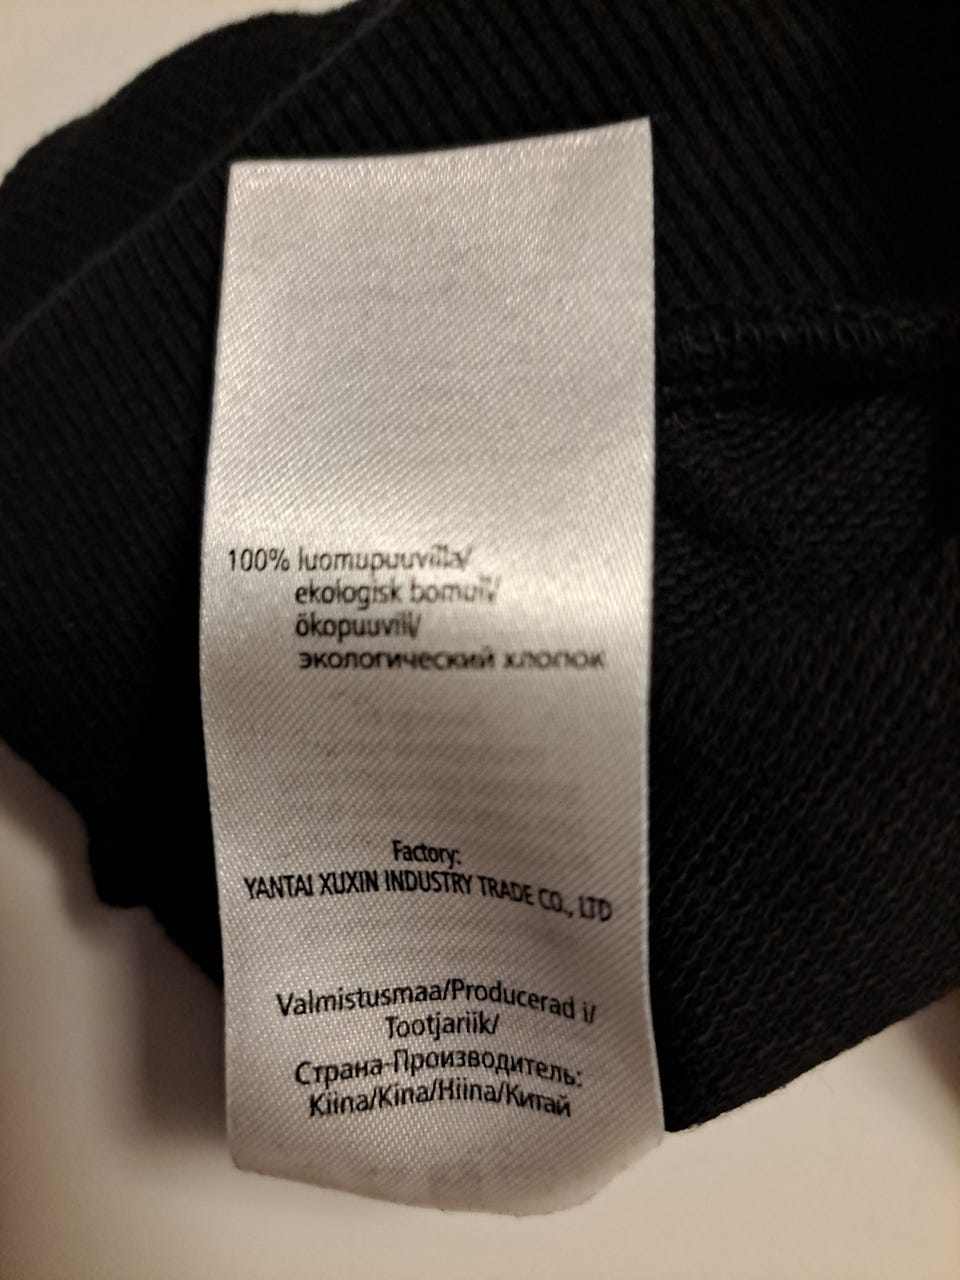 100% luomupuuvilla/
ekologisk bomull/
ökopuuvill/
экологический хлопок
Factory:
YANTAI XUXIN INDUSTRY TRADE CO., LTD
Valmistusmaa/Producerad i/
Tootjariik/
Страна-Производитель:
Kiina/Kina/Hiina/Китай